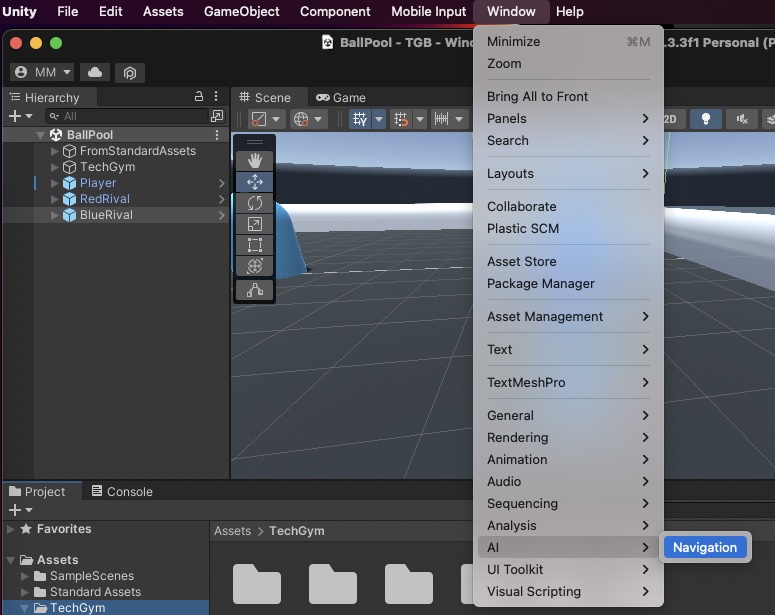 Unity File Edit Assets GameObject Component Mobile Input Window Help
BallPool - TGB - Winc
.3.3f1 Personal (P
MM
Hierarchy
All
BallPool
FromStandardAssets
TechGym
Player
RedRival
BlueRival
Scene Game
2D
Minimize ⌘M
Zoom
Bring All to Front
Panels
Search
Layouts
Collaborate
Plastic SCM
Asset Store
Package Manager
Asset Management
Text
TextMeshPro
General
Rendering
Animation
Audio
Sequencing
Analysis
AI
Navigation
UI Toolkit
Visual Scripting
Project Console
Favorites
Assets
SampleScenes
Standard Assets
TechGym
Assets > TechGym